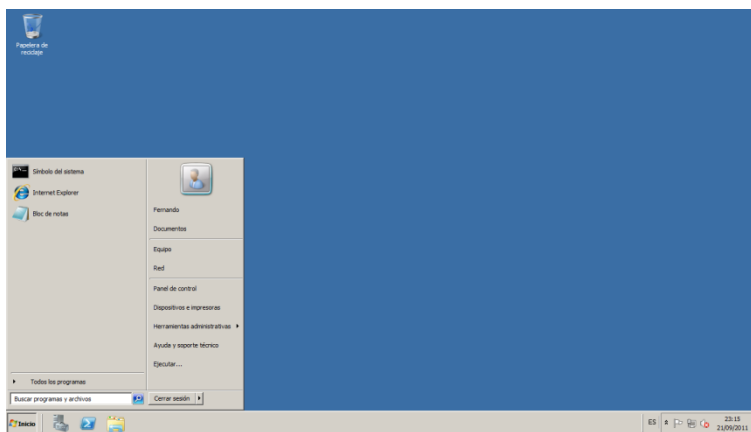 Papelera de
reciclaje
Símbolo del sistema
Internet Explorer
Bloc de notas
Todos los programas
Buscar programas y archivos
Fernando
Documentos
Equipo
Red
Panel de control
Dispositivos e impresoras
Herramientas administrativas
Ayuda y soporte técnico
Ejecutar...
Cerrar sesión
Inicio
ES
23:15
21/09/2011